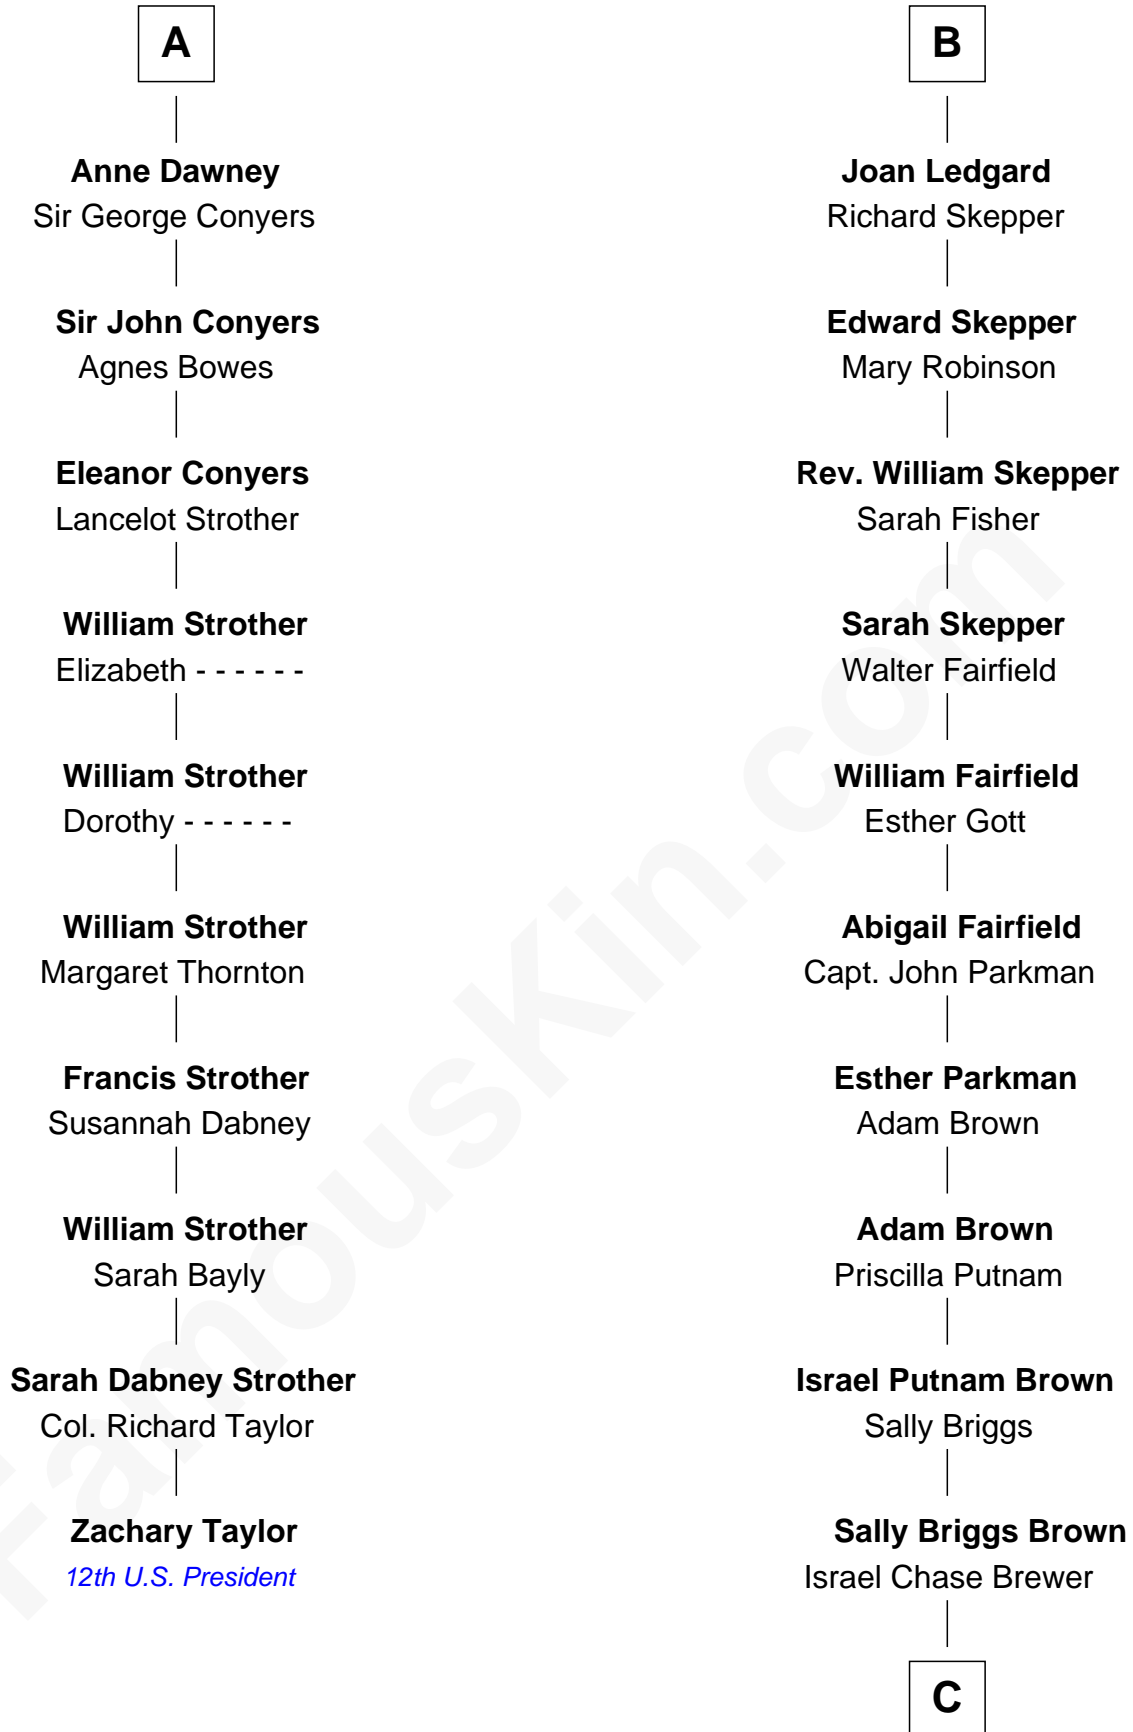 A
Anne Dawney
Sir George Conyers
Sir John Conyers
Agnes Bowes
Eleanor Conyers
Lancelot Strother
William Strother
Elizabeth - - - - - -
William Strother
Dorothy - - - - - -
William Strother
Margaret Thornton
Francis Strother
Susannah Dabney
William Strother
Sarah Bayly
Sarah Dabney Strother
Col. Richard Taylor
Zachary Taylor
12th U.S. President
B
Joan Ledgard
Richard Skepper
Edward Skepper
Mary Robinson
Rev. William Skepper
Sarah Fisher
Sarah Skepper
Walter Fairfield
William Fairfield
Esther Gott
Abigail Fairfield
Capt. John Parkman
Esther Parkman
Adam Brown
Adam Brown
Priscilla Putnam
Israel Putnam Brown
Sally Briggs
Sally Briggs Brown
Israel Chase Brewer
C
FamousKin.com